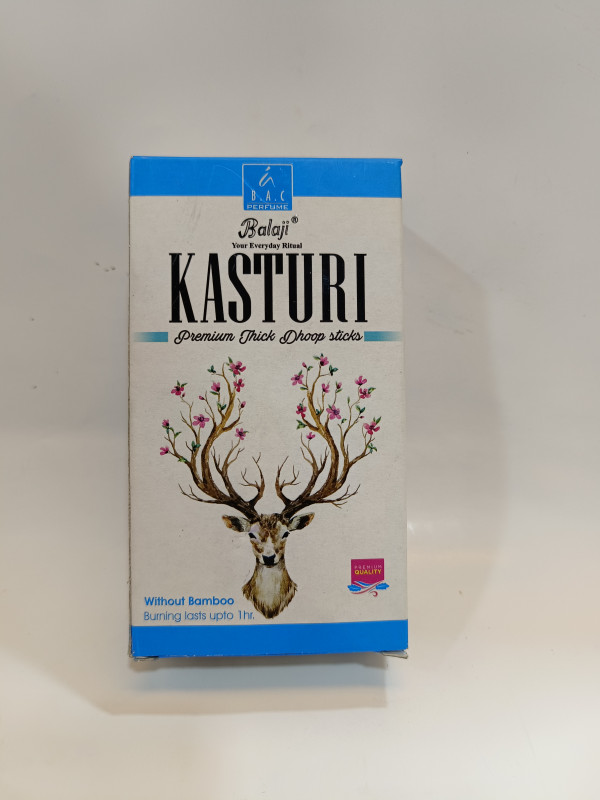 B.A.C
PERFUME
Balaji®
Your Everyday Ritual
KASTURI
Premium Thick Dhoop sticks
PREMIUM
QUALITY
Without Bamboo
Burning lasts upto 1hr.